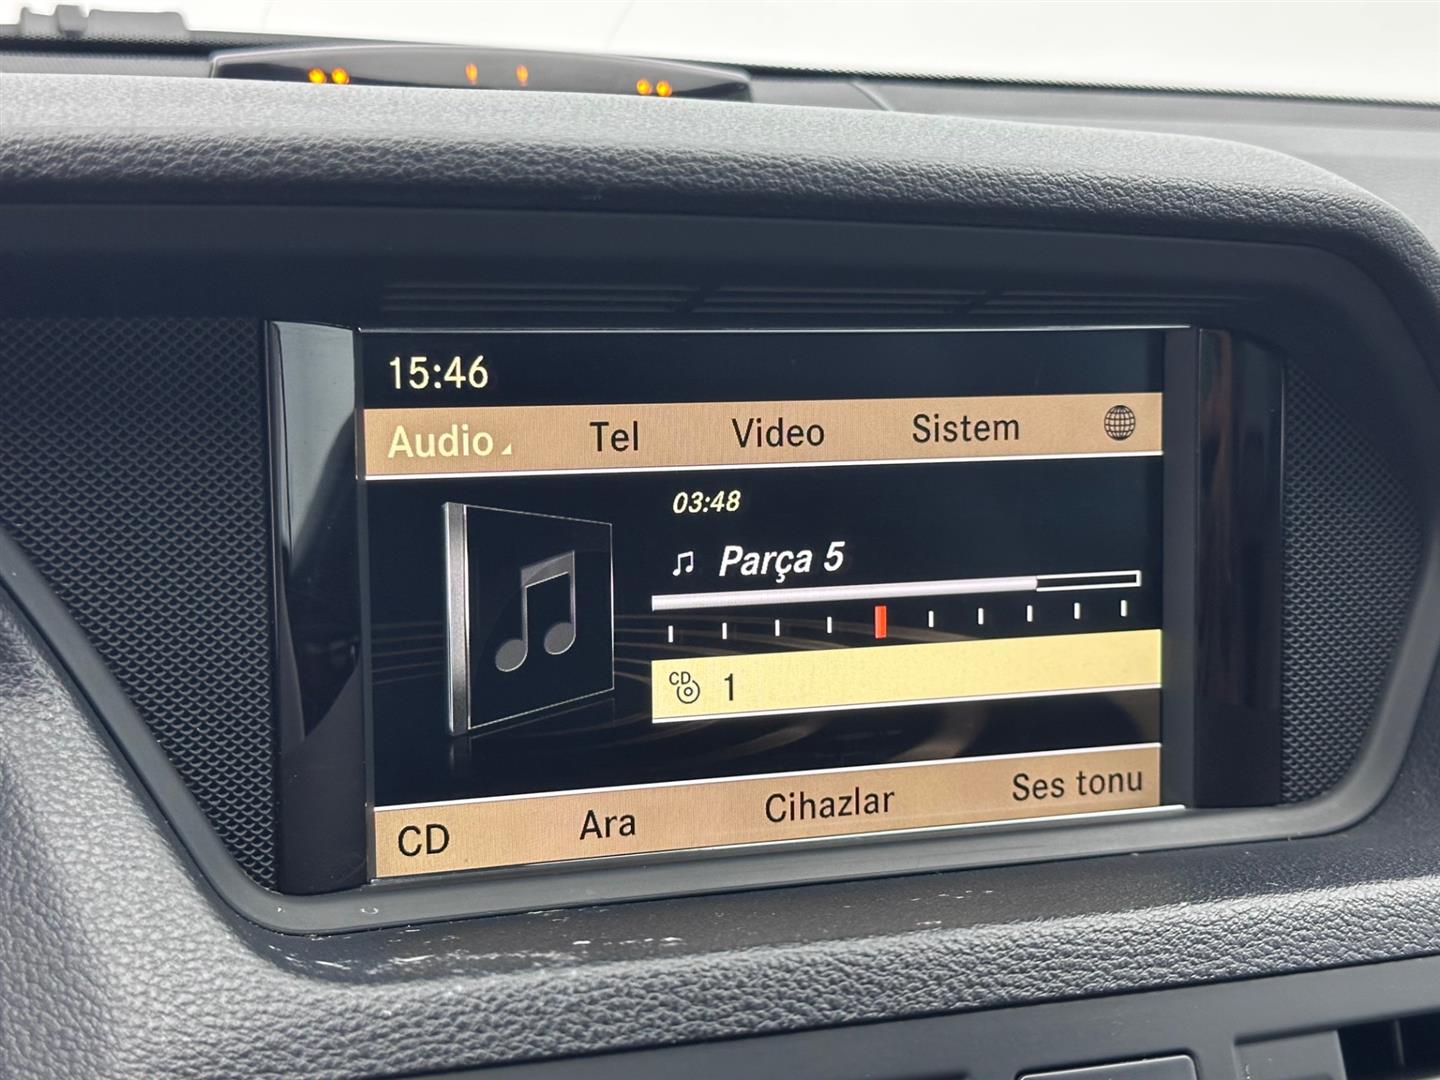 15:46
Audio Tel Video Sistem
03:48
Parça 5
CD 1
CD Ara Cihazlar Ses tonu